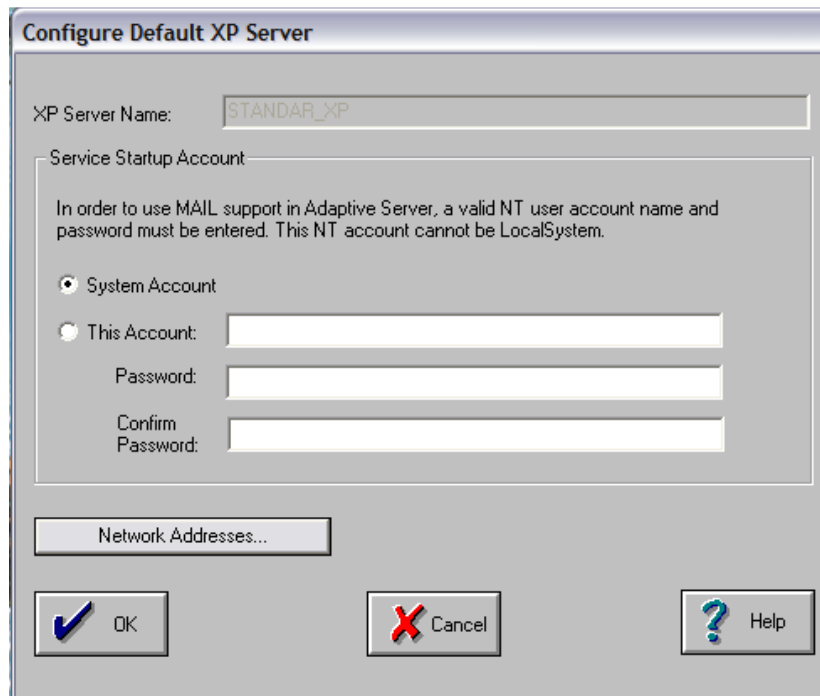 Configure Default XP Server
XP Server Name:
STANDAR_XP
Service Startup Account
In order to use MAIL support in Adaptive Server, a valid NT user account name and
password must be entered. This NT account cannot be LocalSystem.
System Account
This Account:
Password:
Confirm
Password:
Network Addresses...
OK
Cancel
Help